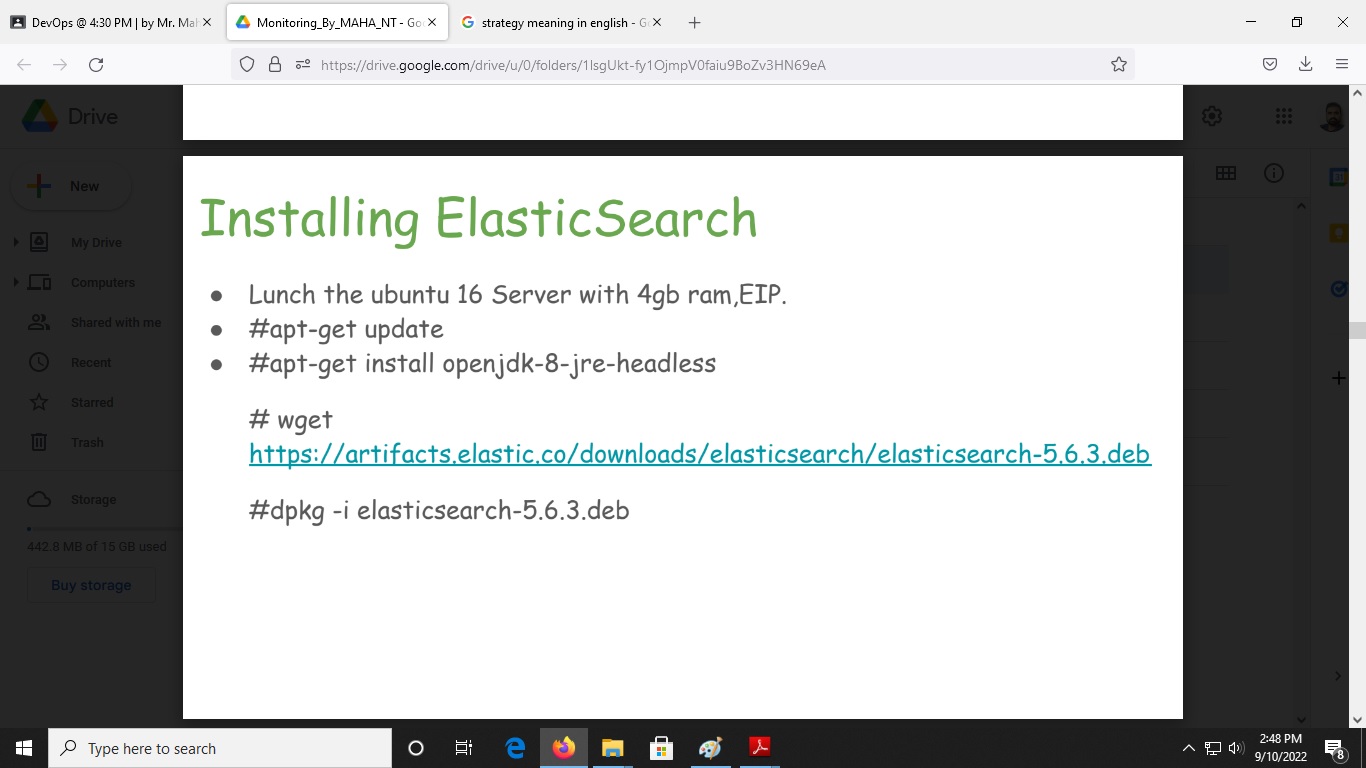 DevOps @ 4:30 PM | by Mr. Mah
Monitoring_By_MAHA_NT - Goo
strategy meaning in english - Go
https://drive.google.com/drive/u/0/folders/1lsgUkt-fy1OjmpV0faiu9BoZv3HN69eA
Drive
New
My Drive
Computers
Shared with me
Recent
Starred
Trash
Storage
442.8 MB of 15 GB used
Buy storage
Installing ElasticSearch
● Lunch the ubuntu 16 Server with 4gb ram,EIP.
● #apt-get update
● #apt-get install openjdk-8-jre-headless
# wget
https://artifacts.elastic.co/downloads/elasticsearch/elasticsearch-5.6.3.deb
#dpkg -i elasticsearch-5.6.3.deb
Type here to search
2:48 PM
9/10/2022
8